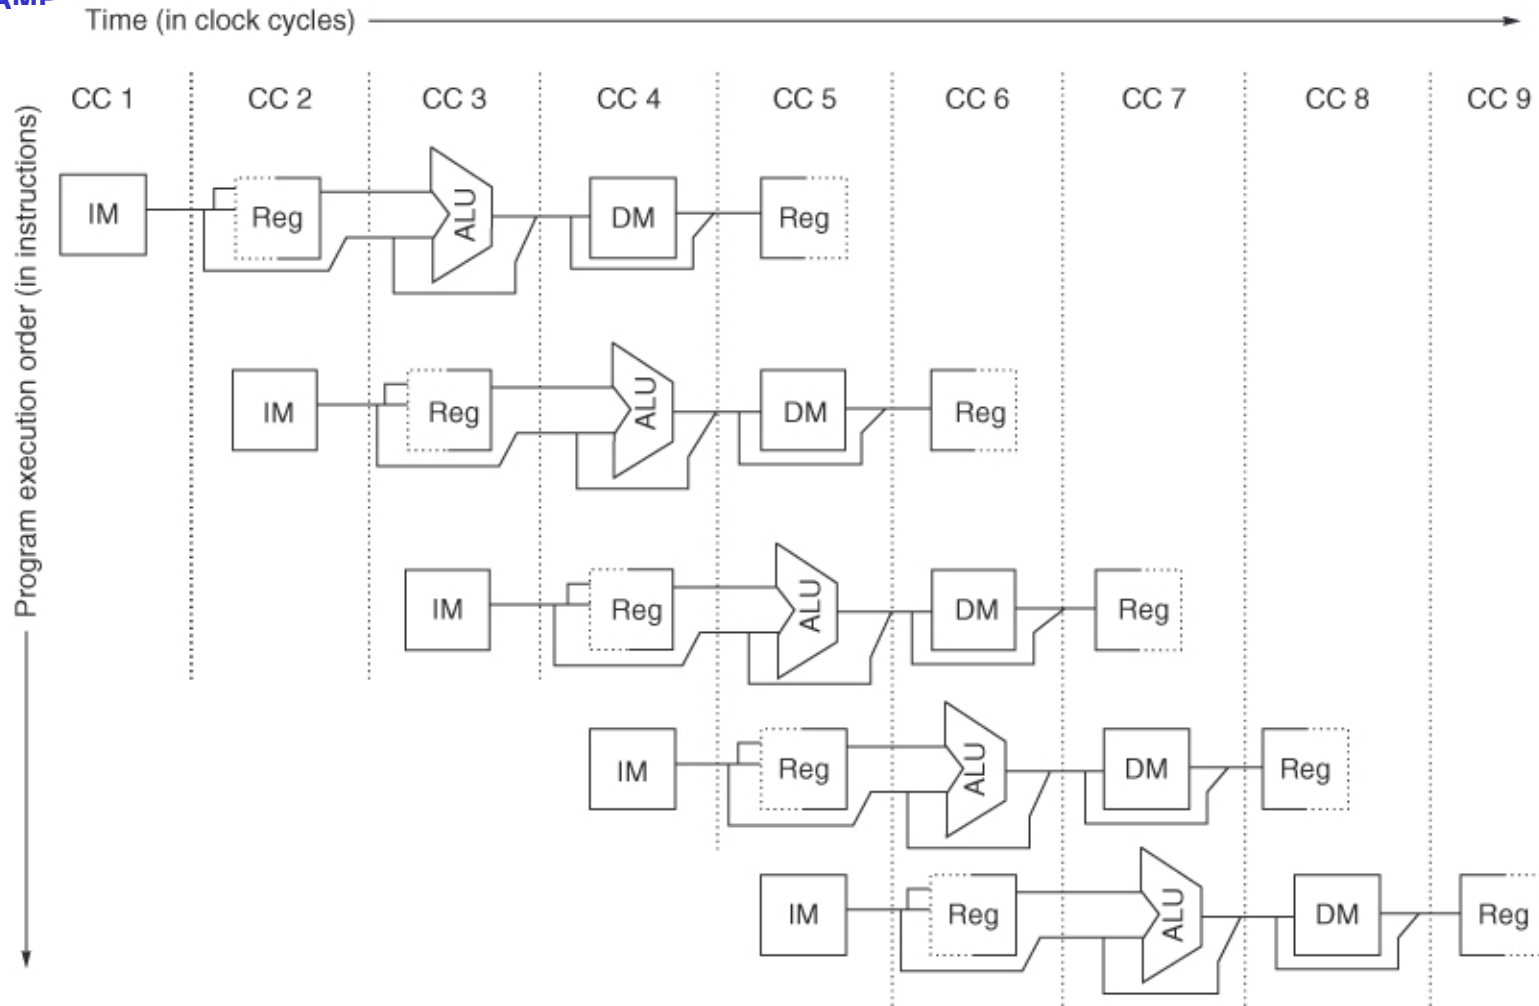 Time (in clock cycles)
CC 1 CC 2 CC 3 CC 4 CC 5 CC 6 CC 7 CC 8 CC 9
Program execution order (in instructions)
IM Reg ALU DM Reg
IM Reg ALU DM Reg
IM Reg ALU DM Reg
IM Reg ALU DM Reg
IM Reg ALU DM Reg